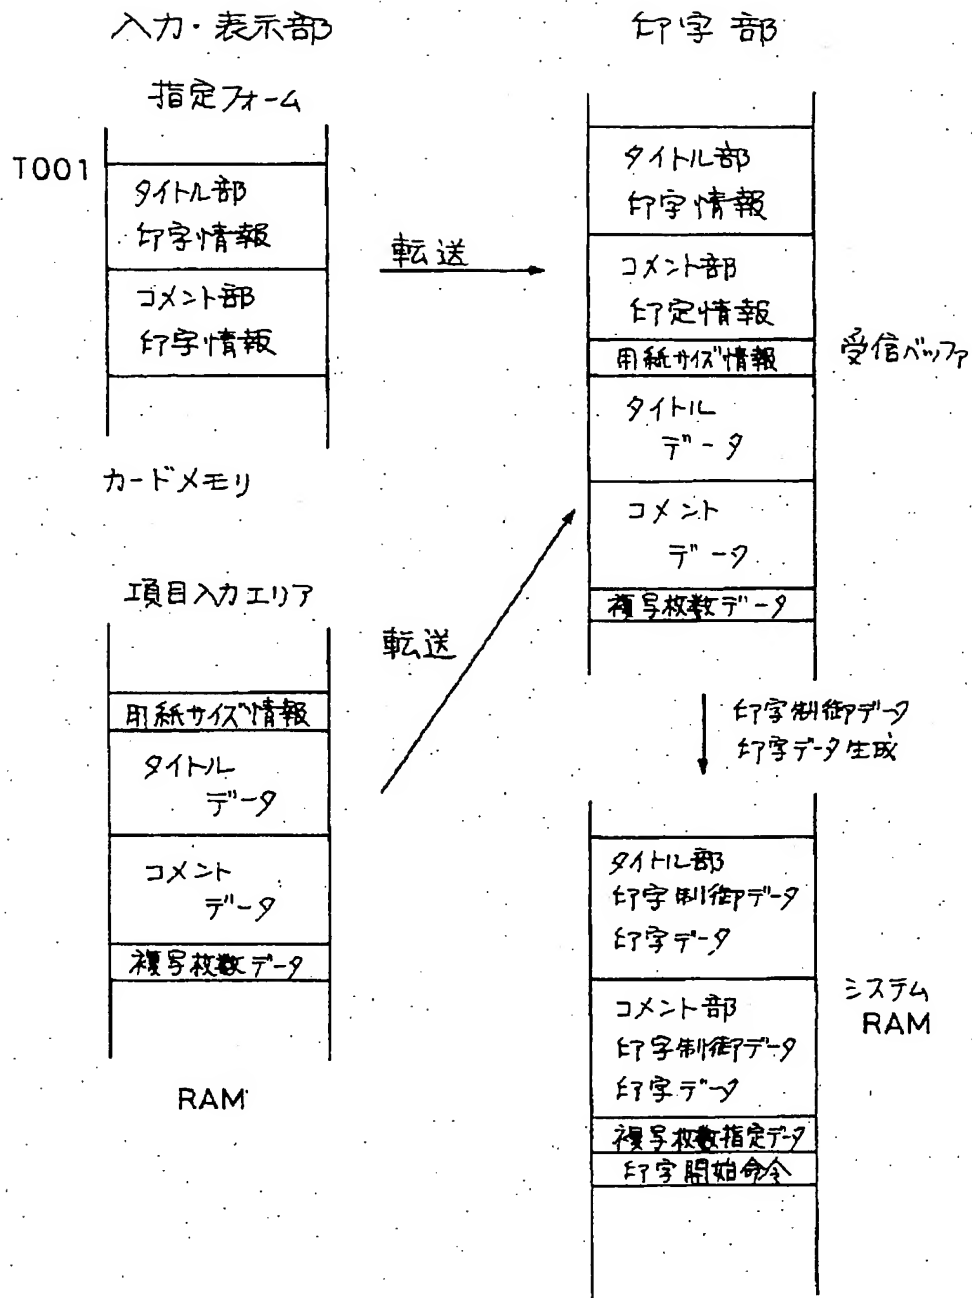 入力・表示部
指定フォーム
T001
タイトル部
印字情報
コメント部
印字情報
カードメモリ
転送
項目入力エリア
用紙サイズ情報
タイトル
データ
コメント
データ
複写枚数データ
RAM
転送
印字部
タイトル部
印字情報
コメント部
印定情報
用紙サイズ情報
タイトル
データ
コメント
データ
複写枚数データ
受信バッファ
印字制御データ
印字データ生成
タイトル部
印字制御データ
印字データ
コメント部
印字制御データ
印字データ
複写枚数指定データ
印字開始命令
システム
RAM